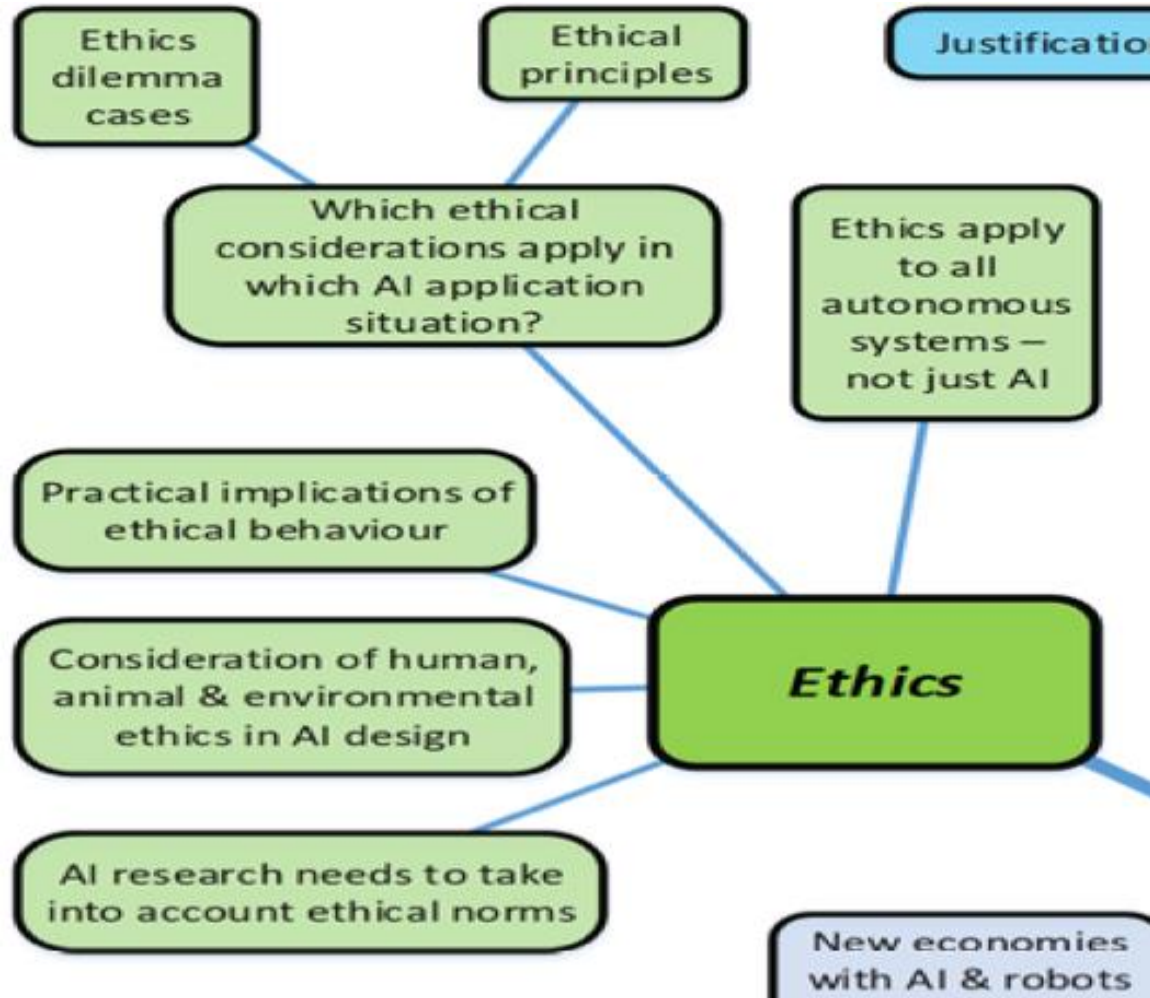 Ethics
dilemma
cases
Ethical
principles
Which ethical
considerations apply in
which AI application
situation?
Ethics apply
to all
autonomous
systems –
not just AI
Practical implications of
ethical behaviour
Consideration of human,
animal & environmental
ethics in AI design
Ethics
AI research needs to take
into account ethical norms
New economies
with AI & robots